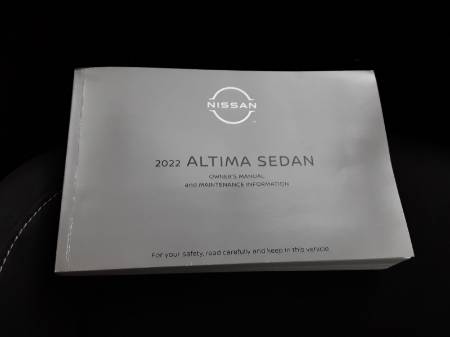 NISSAN
2022 ALTIMA SEDAN
OWNER'S MANUAL
and MAINTENANCE INFORMATION
For your safety, read carefully and keep in this vehicle.